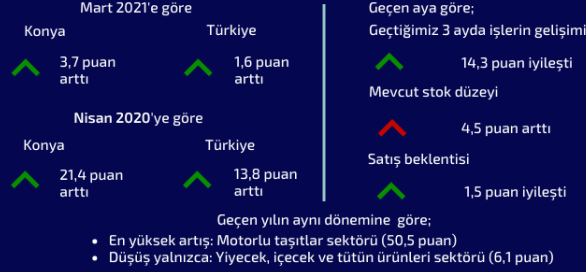 Mart 2021'e göre
Konya
Türkiye
3,7 puan
arttı
1,6 puan
arttı
Nisan 2020'ye göre
Konya
Türkiye
21,4 puan
arttı
13,8 puan
arttı
Geçen aya göre;
Geçtiğimiz 3 ayda işlerin gelişimi
14,3 puan iyileşti
Mevcut stok düzeyi
4,5 puan arttı
Satış beklentisi
1,5 puan iyileşti
Geçen yılın aynı dönemine göre;
• En yüksek artış: Motorlu taşıtlar sektörü (50,5 puan)
• Düşüş yalnızca: Yiyecek, içecek ve tütün ürünleri sektörü (6,1 puan)